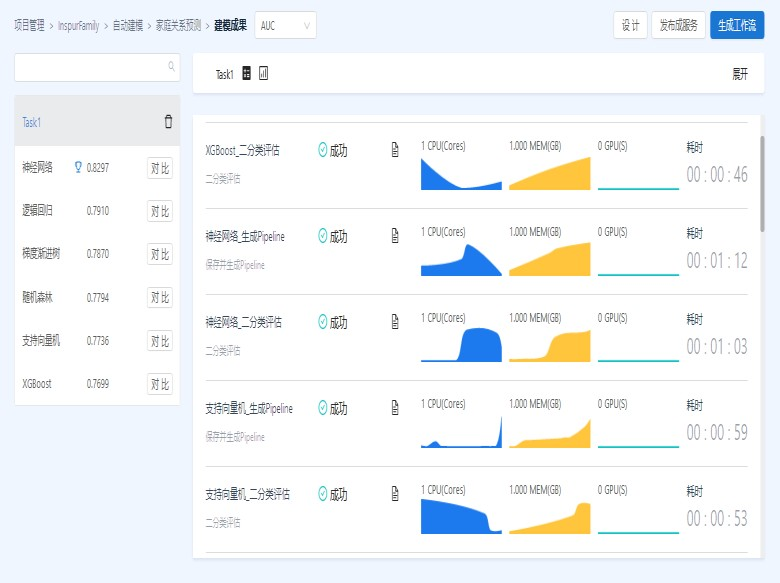 项目管理 > InspurFamily > 自动建模 > 家庭关系预测 > 建模成果 AUC 设 计 发布成服务 生成工作流
Task1 展开
Task1
神经网络 0.8297 对 比
逻辑回归 0.7910 对 比
梯度渐进树 0.7870 对 比
随机森林 0.7794 对 比
支持向量机 0.7736 对 比
XGBoost 0.7699 对 比
XGBoost_二分类评估 成功 1 CPU(Cores) 1.000 MEM(GB) 0 GPU(S) 耗时
二分类评估 00 : 00 : 46
神经网络_生成Pipeline 成功 1 CPU(Cores) 1.000 MEM(GB) 0 GPU(S) 耗时
保存并生成Pipeline 00 : 01 : 12
神经网络_二分类评估 成功 1 CPU(Cores) 1.000 MEM(GB) 0 GPU(S) 耗时
二分类评估 00 : 01 : 03
支持向量机_生成Pipeline 成功 1 CPU(Cores) 1.000 MEM(GB) 0 GPU(S) 耗时
保存并生成Pipeline 00 : 00 : 59
支持向量机_二分类评估 成功 1 CPU(Cores) 1.000 MEM(GB) 0 GPU(S) 耗时
二分类评估 00 : 00 : 53